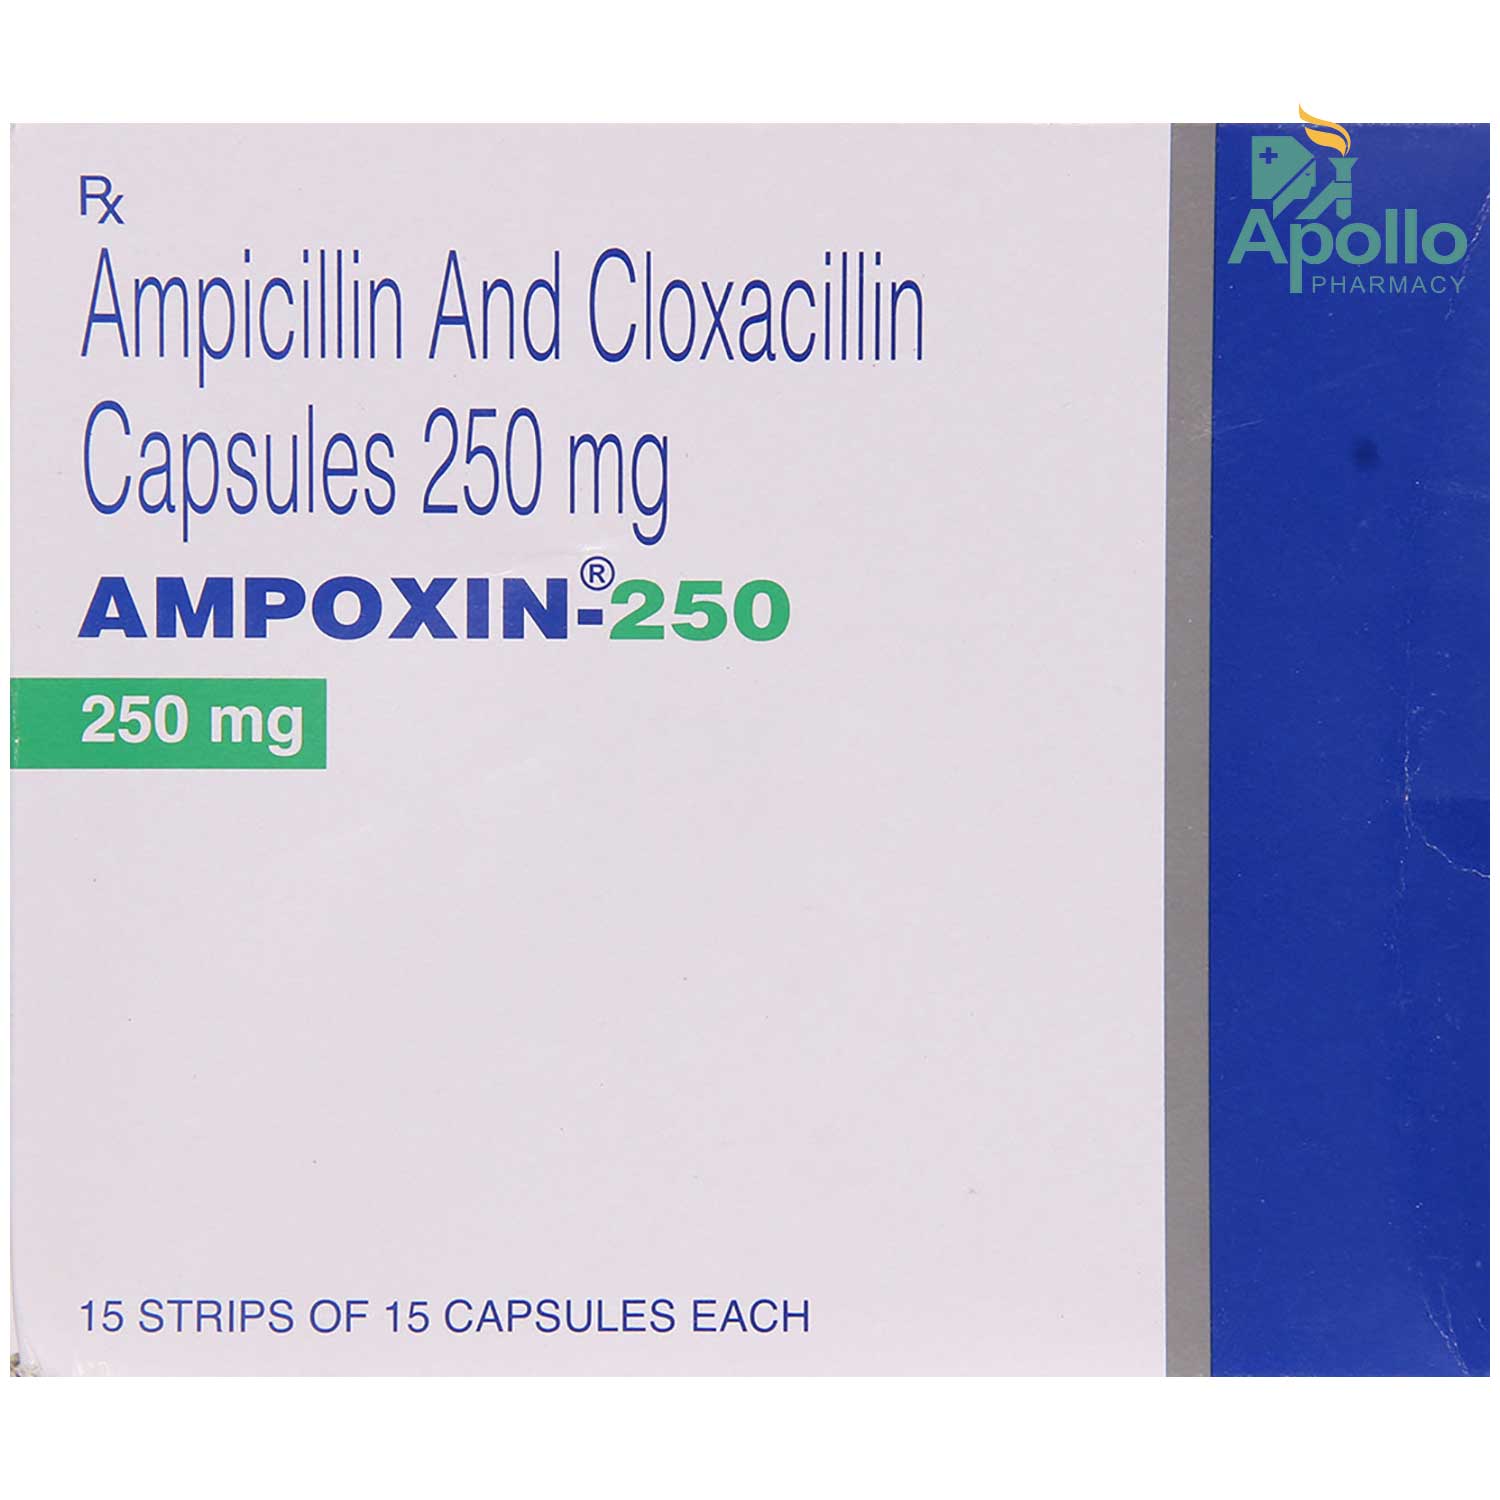 Apollo
PHARMACY
Rx
Ampicillin And Cloxacillin
Capsules 250 mg
AMPOXIN-®250
250 mg
15 STRIPS OF 15 CAPSULES EACH